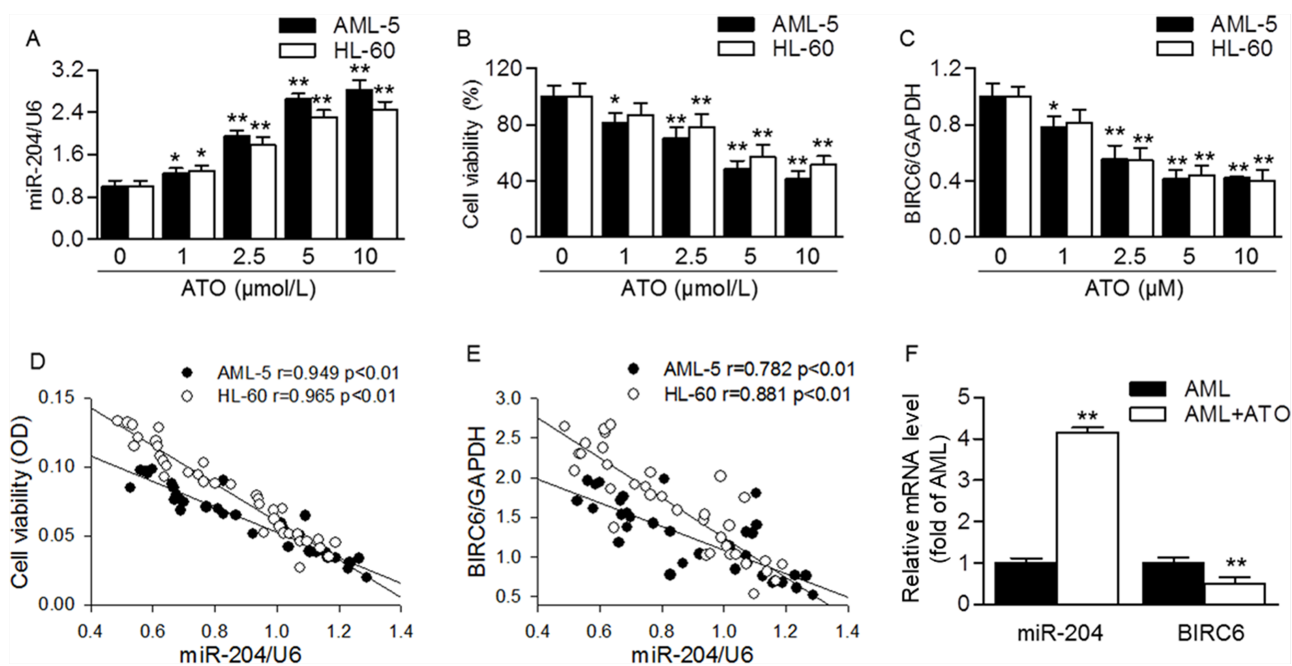 A
AML-5
HL-60
miR-204/U6
3.2
2.4
1.6
0.8
0.0
* * ** ** ** ** ** **
0 1 2.5 5 10
ATO (µmol/L)
B
AML-5
HL-60
Cell viability (%)
120
80
40
0
* ** ** ** ** ** **
0 1 2.5 5 10
ATO (µmol/L)
C
AML-5
HL-60
BIRC6/GAPDH
1.2
0.8
0.4
0.0
* ** ** ** ** ** **
0 1 2.5 5 10
ATO (µM)
D
AML-5 r=0.949 p<0.01
HL-60 r=0.965 p<0.01
Cell viability (OD)
0.15
0.10
0.05
0.00
0.4 0.6 0.8 1.0 1.2 1.4
miR-204/U6
E
AML-5 r=0.782 p<0.01
HL-60 r=0.881 p<0.01
BIRC6/GAPDH
3.0
2.5
2.0
1.5
1.0
0.5
0.4 0.6 0.8 1.0 1.2 1.4
miR-204/U6
F
AML
AML+ATO
Relative mRNA level
(fold of AML)
5
4
3
2
1
0
** **
miR-204 BIRC6